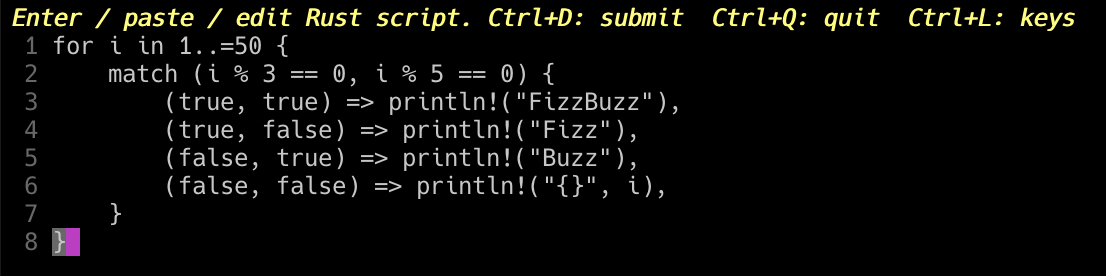 Enter / paste / edit Rust script. Ctrl+D: submit  Ctrl+Q: quit  Ctrl+L: keys
1 for i in 1..=50 {
2     match (i % 3 == 0, i % 5 == 0) {
3         (true, true) => println!("FizzBuzz"),
4         (true, false) => println!("Fizz"),
5         (false, true) => println!("Buzz"),
6         (false, false) => println!("{}", i),
7     }
8 }